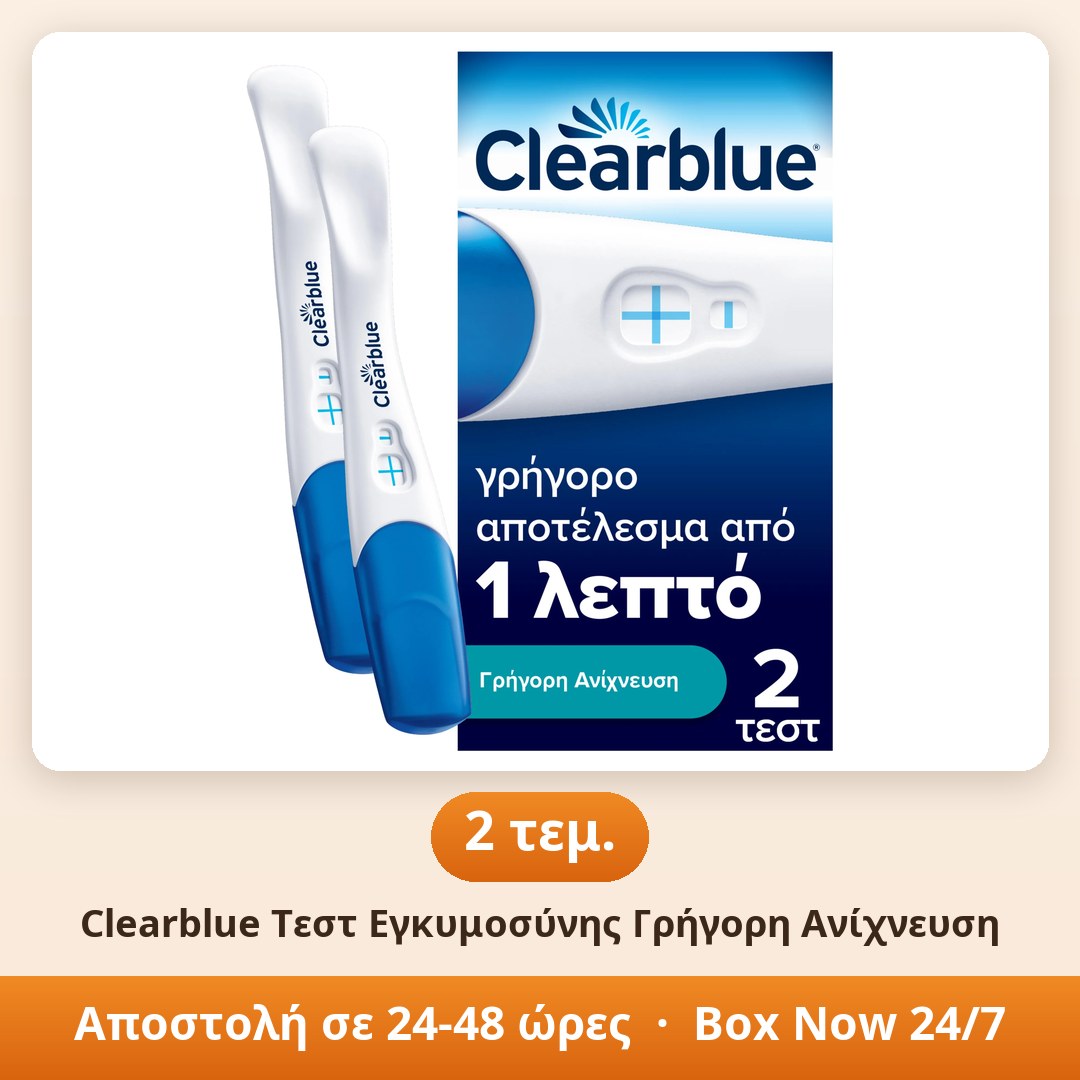 Clearblue
Clearblue
Clearblue
γρήγορο
αποτέλεσμα από
1 λεπτό
Γρήγορη Ανίχνευση
2
τεστ
2 τεμ.
Clearblue Τεστ Εγκυμοσύνης Γρήγορη Ανίχνευση
Αποστολή σε 24-48 ώρες · Box Now 24/7